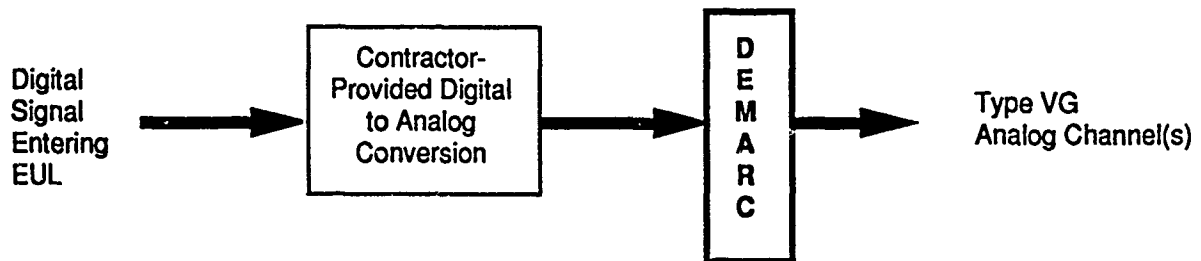 Digital
Signal
Entering
EUL
Contractor-
Provided Digital
to Analog
Conversion
D
E
M
A
R
C
Type VG
Analog Channel(s)